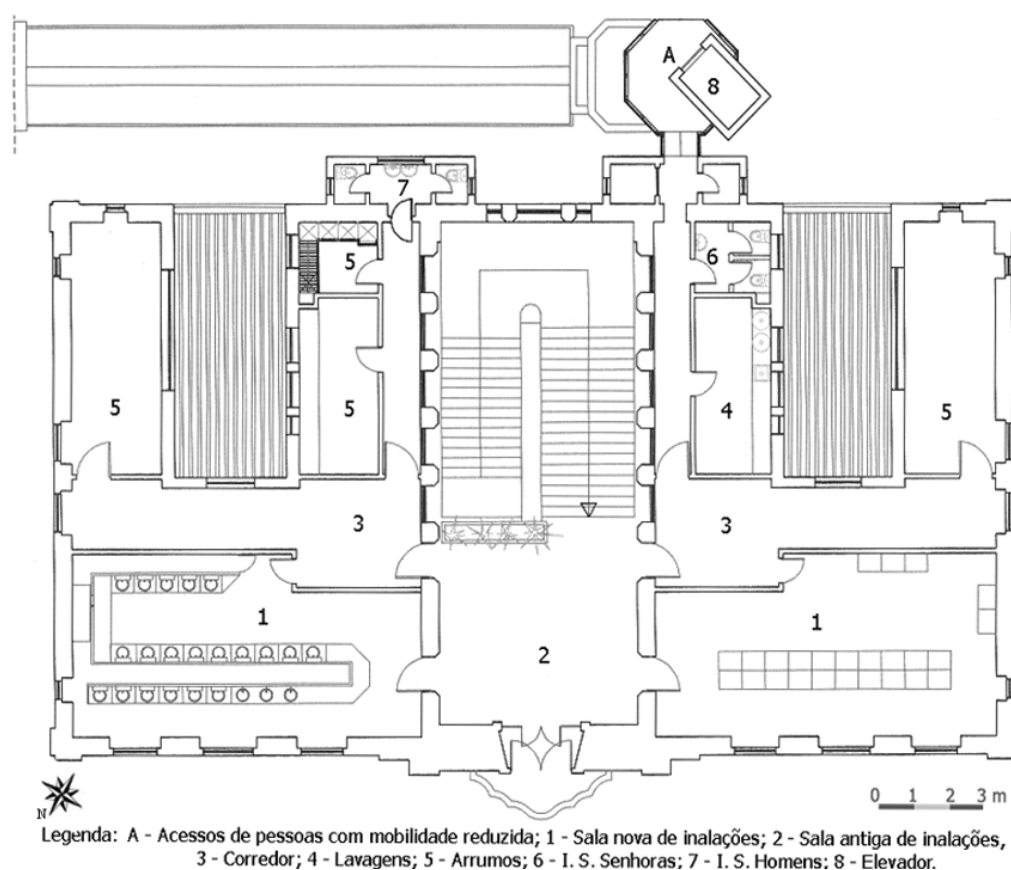 A
8
7
6
5
5
5
4
5
3
3
1
1
2
N
0 1 2 3 m
Legenda: A - Acessos de pessoas com mobilidade reduzida; 1 - Sala nova de inalações; 2 - Sala antiga de inalações,
3 - Corredor; 4 - Lavagens; 5 - Arrumos; 6 - I. S. Senhoras; 7 - I. S. Homens; 8 - Elevador.